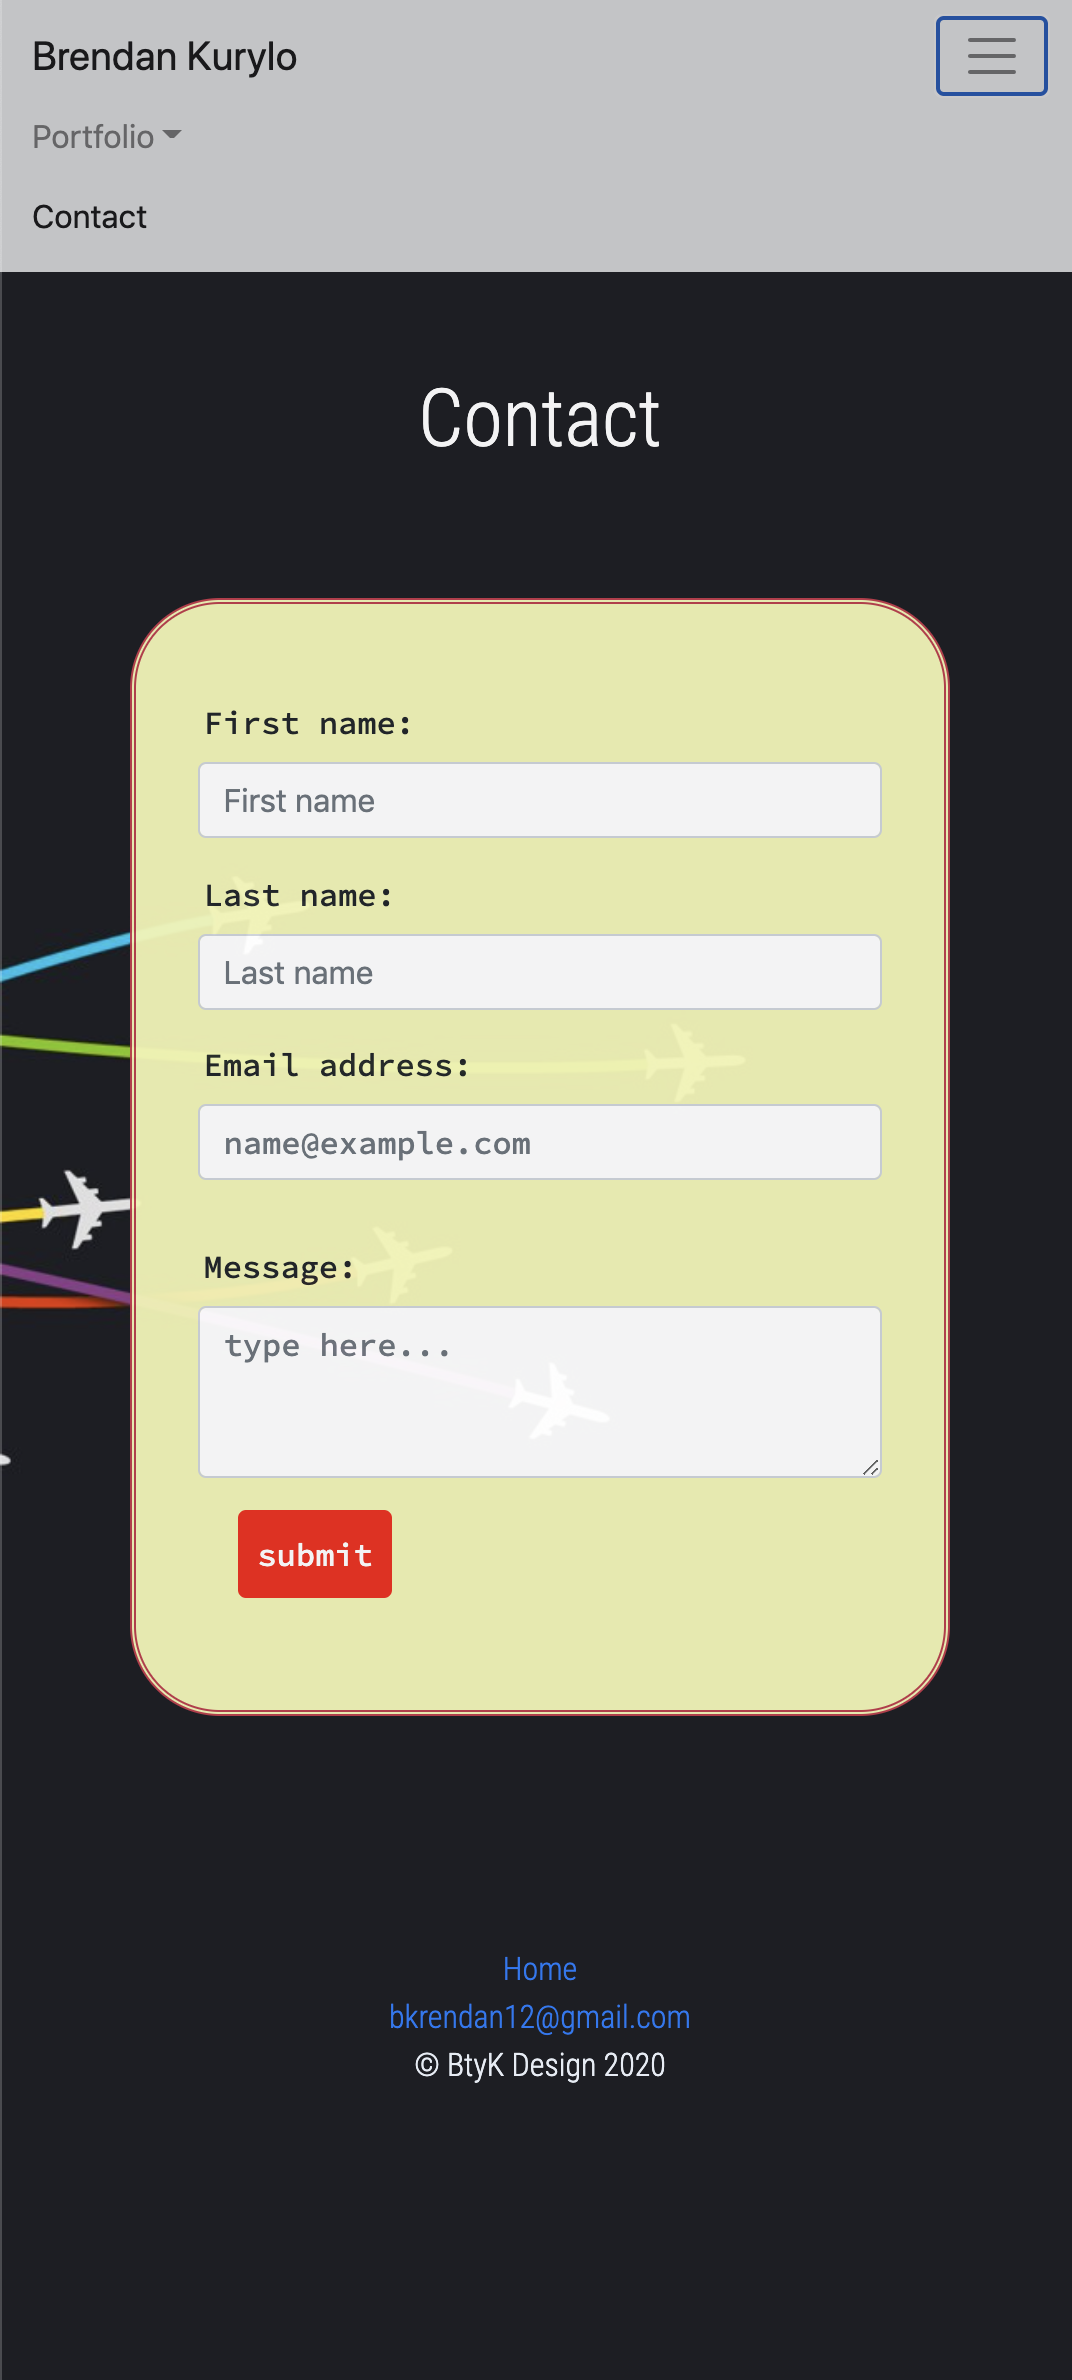 Brendan Kurylo
Portfolio
Contact
Contact
First name:
First name
Last name:
Last name
Email address:
name@example.com
Message:
type here...
submit
Home
bkrendan12@gmail.com
© BtyK Design 2020